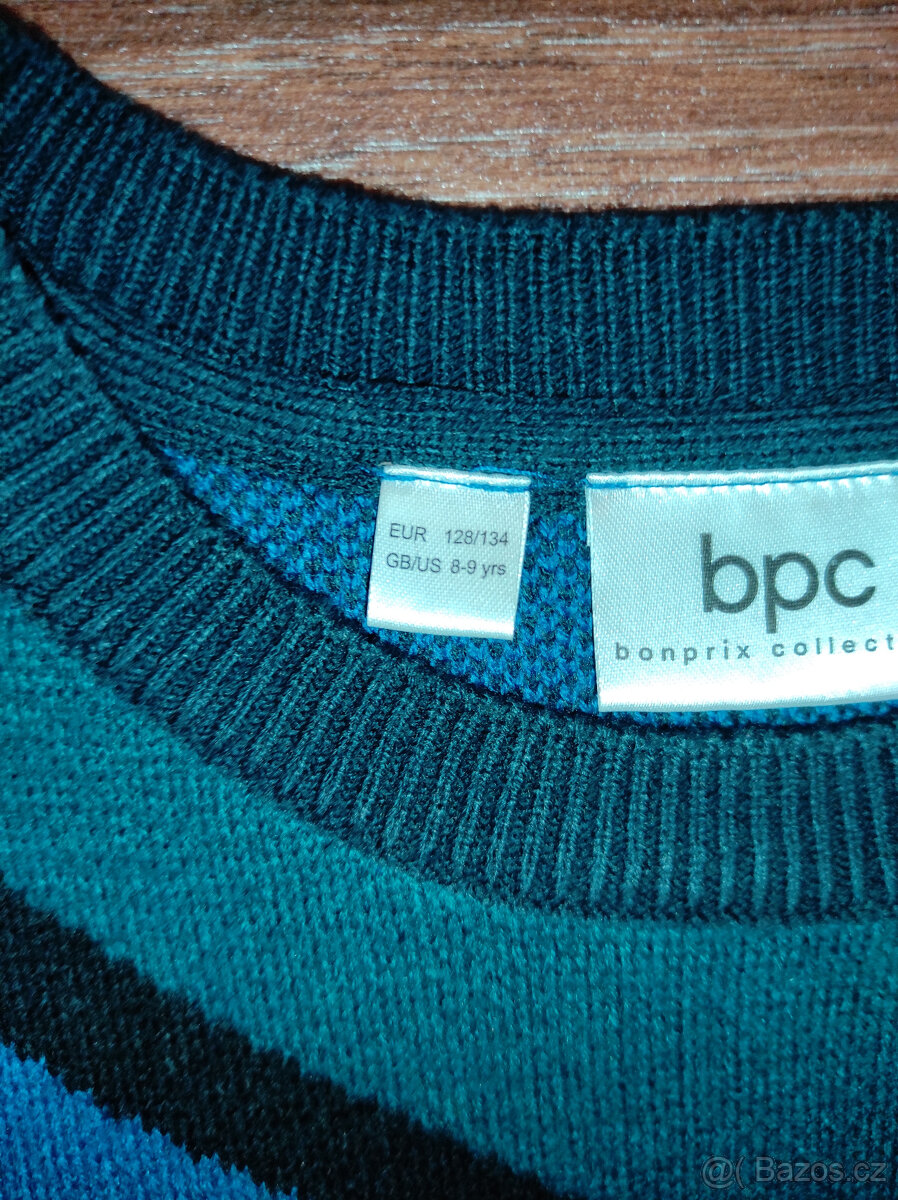 EUR 128/134
GB/US 8-9 yrs
bpc
bonprix collect
@( Bazos.cz